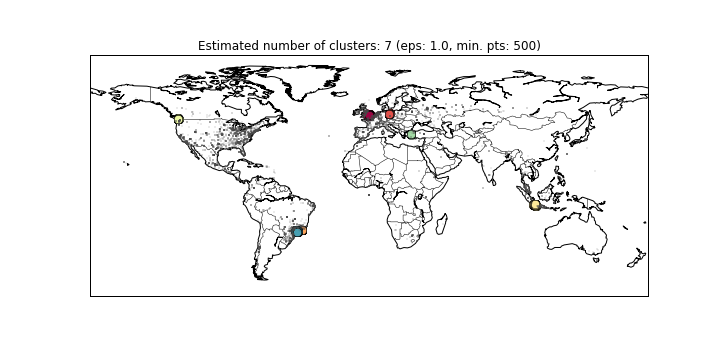 Estimated number of clusters: 7 (eps: 1.0, min. pts: 500)